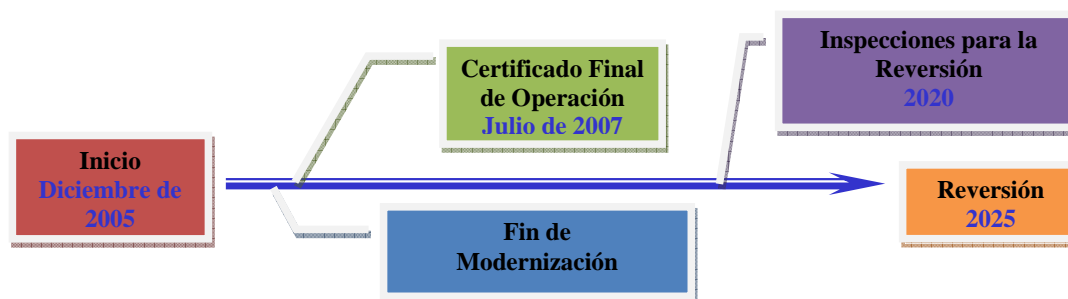 Inicio
Diciembre de
2005
Certificado Final
de Operación
Julio de 2007
Fin de
Modernización
Inspecciones para la
Reversión
2020
Reversión
2025